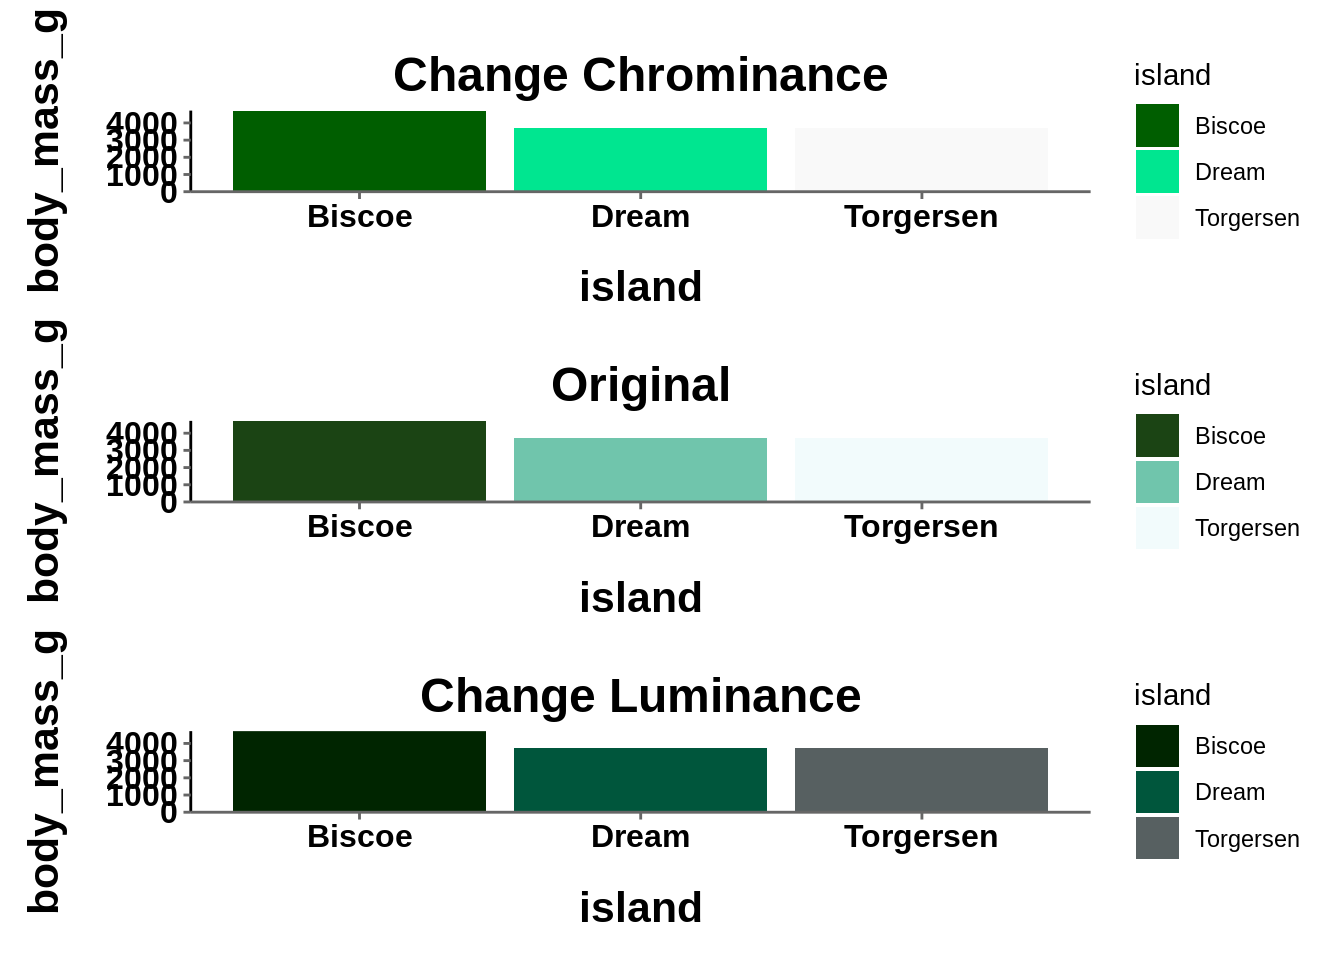 Change Chrominance
body_mass_g
4000
3000
2000
1000
0
Biscoe Dream Torgersen
island
island
Biscoe
Dream
Torgersen
Original
body_mass_g
4000
3000
2000
1000
0
Biscoe Dream Torgersen
island
island
Biscoe
Dream
Torgersen
Change Luminance
body_mass_g
4000
3000
2000
1000
0
Biscoe Dream Torgersen
island
island
Biscoe
Dream
Torgersen